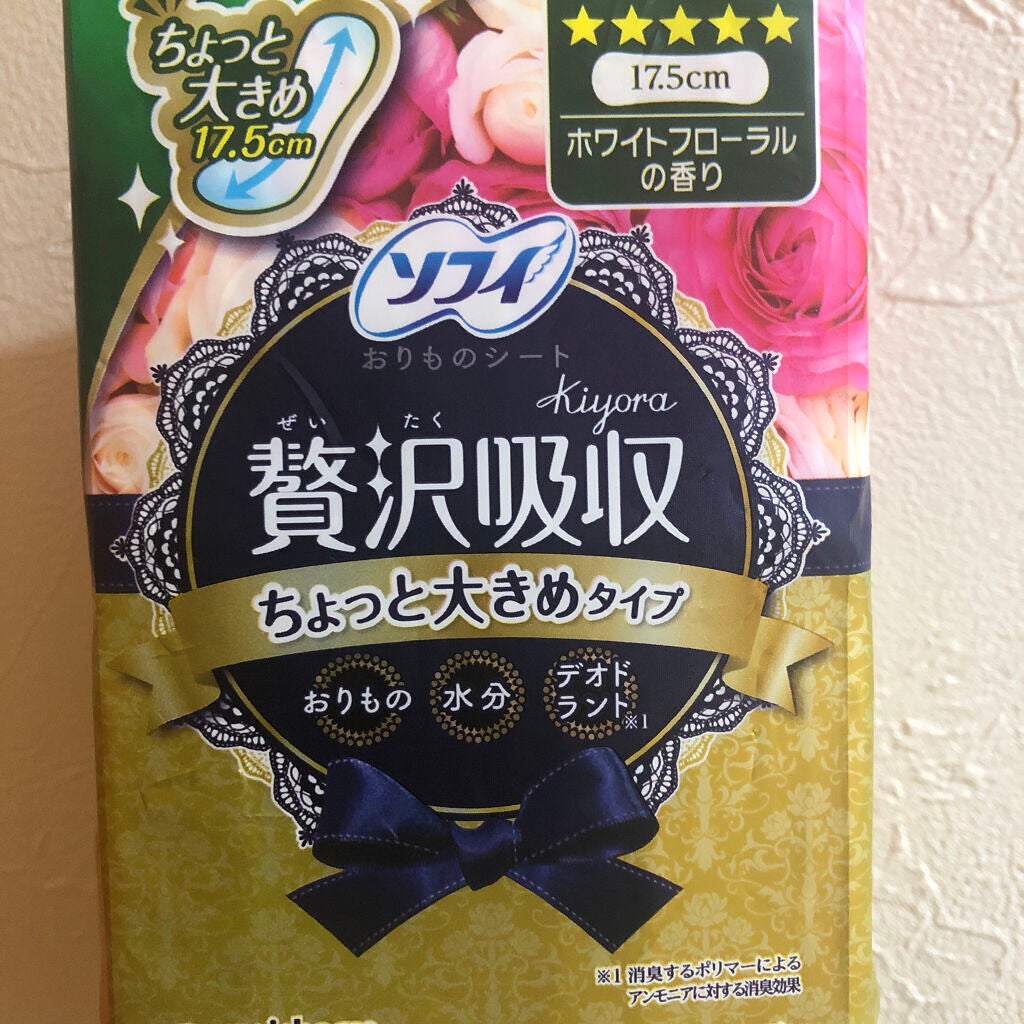 ちょっと
大きめ
17.5cm
17.5cm
ホワイトフローラル
の香り
ソフィ
おりものシート
Kiyora
ぜいたく
贅沢吸収
ちょっと大きめタイプ
おりもの
水分
デオド
ラント※1
※1 消臭するポリマーによる
アンモニアに対する消臭効果